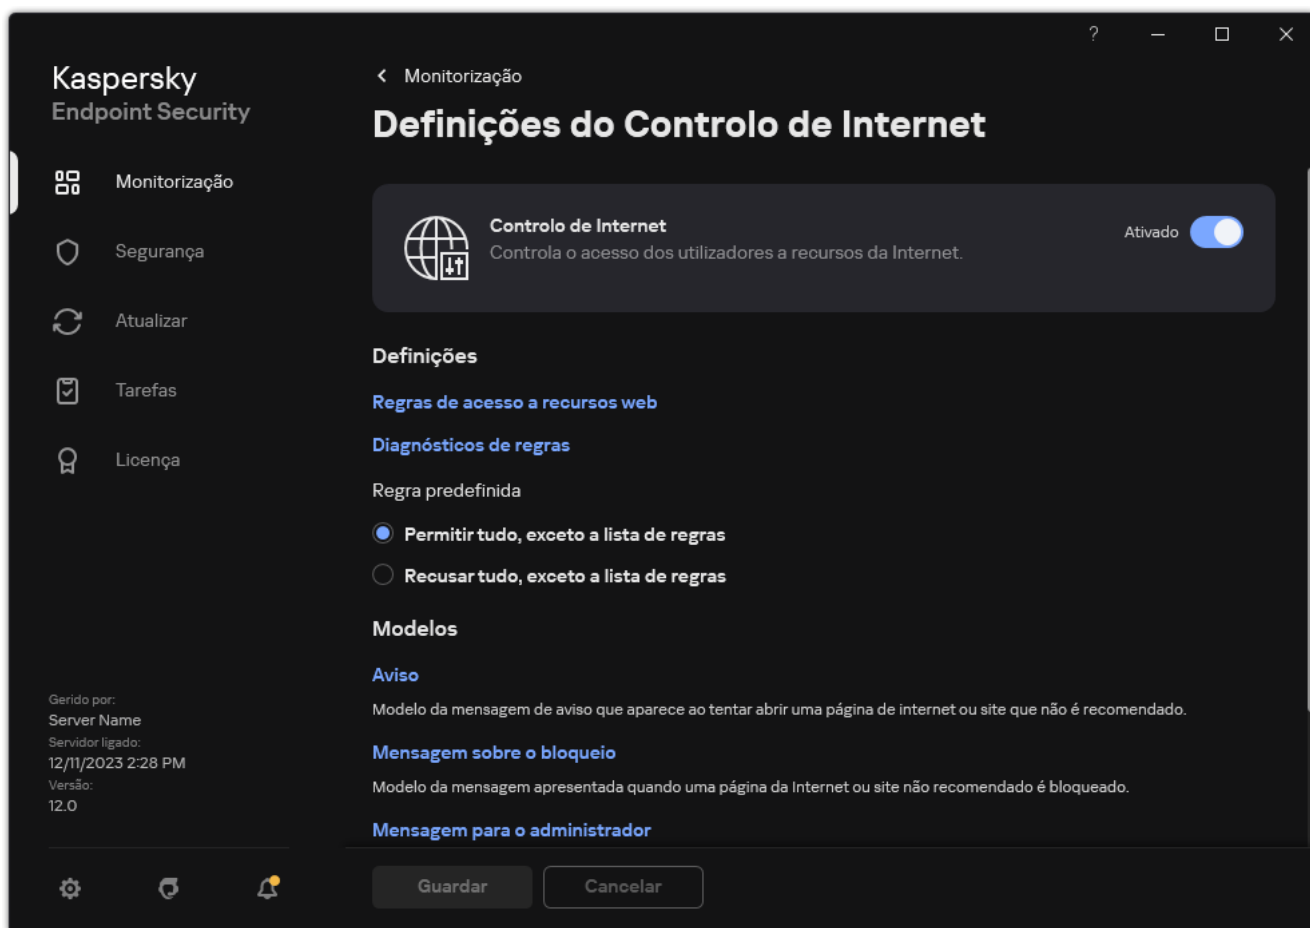 ?
Kaspersky
Endpoint Security
Monitorização
Segurança
Atualizar
Tarefas
Licença
Gerido por:
Server Name
Servidor ligado:
12/11/2023 2:28 PM
Versão:
12.0
Monitorização
Definições do Controlo de Internet
Controlo de Internet
Ativado
Controla o acesso dos utilizadores a recursos da Internet.
Definições
Regras de acesso a recursos web
Diagnósticos de regras
Regra predefinida
Permitir tudo, exceto a lista de regras
Recusar tudo, exceto a lista de regras
Modelos
Aviso
Modelo da mensagem de aviso que aparece ao tentar abrir uma página de internet ou site que não é recomendado.
Mensagem sobre o bloqueio
Modelo da mensagem apresentada quando uma página da Internet ou site não recomendado é bloqueado.
Mensagem para o administrador
Guardar
Cancelar